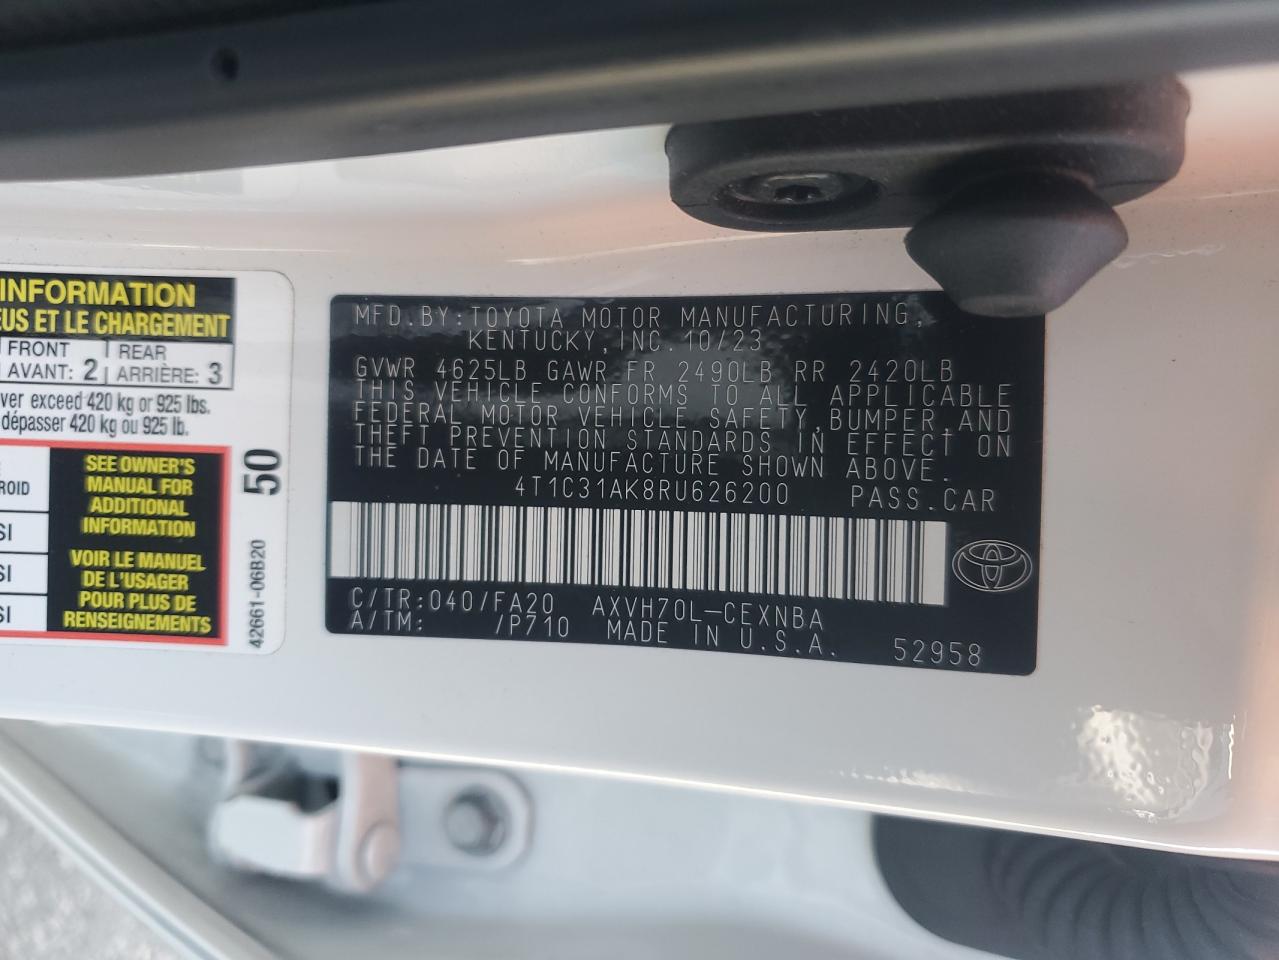 INFORMATION
EUS ET LE CHARGEMENT
FRONT REAR
AVANT: 2 ARRIÈRE: 3
ver exceed 420 kg or 925 lbs.
dépasser 420 kg ou 925 lb.
SEE OWNER'S
MANUAL FOR
ADDITIONAL
INFORMATION
VOIR LE MANUEL
DE L'USAGER
POUR PLUS DE
RENSEIGNEMENTS
ROID
SI
SI
SI
50
42661-06B20
MFD.BY:TOYOTA MOTOR MANUFACTURING,
KENTUCKY,INC.10/23
GVWR 4625LB GAWR FR 2490LB RR 2420LB
THIS VEHICLE CONFORMS TO ALL APPLICABLE
FEDERAL MOTOR VEHICLE SAFETY,BUMPER,AND
THEFT PREVENTION STANDARDS IN EFFECT ON
THE DATE OF MANUFACTURE SHOWN ABOVE.
4T1C31AK8RU626200 PASS.CAR
C/TR:040/FA20 AXVH70L-CEXNBA
A/TM: /P710 MADE IN U.S.A.
52958